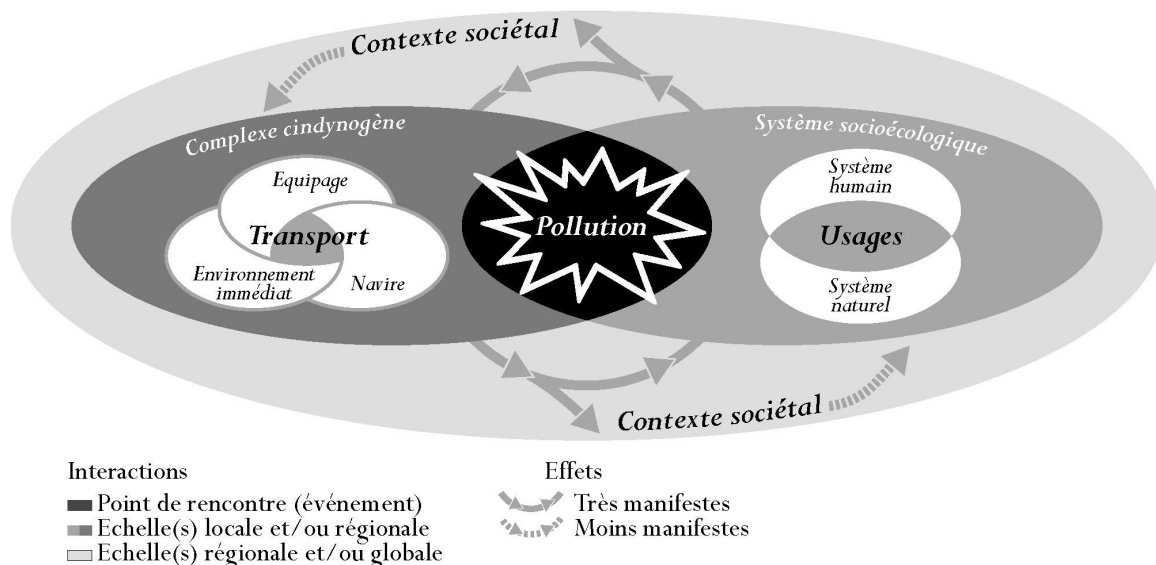 Contexte sociétal
Complexe cindynogène
Système socioécologique
Equipage
Transport
Environnement
immédiat
Navire
Pollution
Système
humain
Usages
Système
naturel
Contexte sociétal
Interactions
Point de rencontre (événement)
Echelle(s) locale et/ou régionale
Echelle(s) régionale et/ou globale
Effets
Très manifestes
Moins manifestes